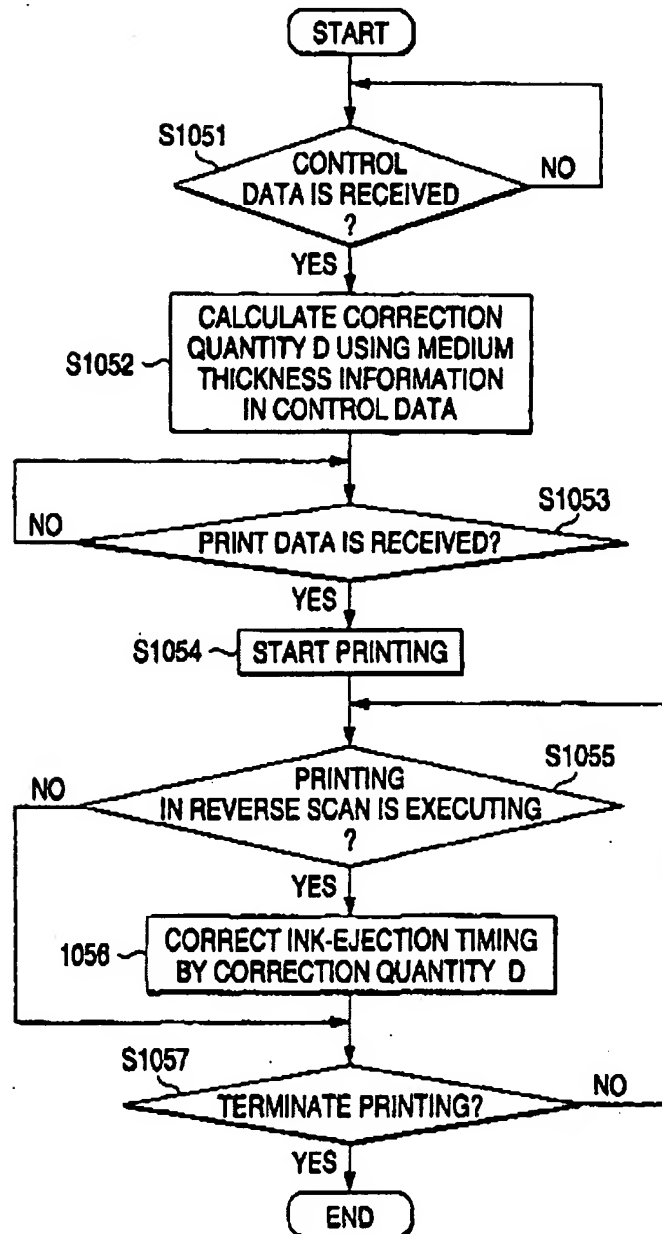 START
S1051
CONTROL
DATA IS RECEIVED
?
NO
YES
S1052
CALCULATE CORRECTION
QUANTITY D USING MEDIUM
THICKNESS INFORMATION
IN CONTROL DATA
S1053
NO
PRINT DATA IS RECEIVED?
YES
S1054
START PRINTING
S1055
NO
PRINTING
IN REVERSE SCAN IS EXECUTING
?
YES
1056
CORRECT INK-EJECTION TIMING
BY CORRECTION QUANTITY D
S1057
NO
TERMINATE PRINTING?
YES
END